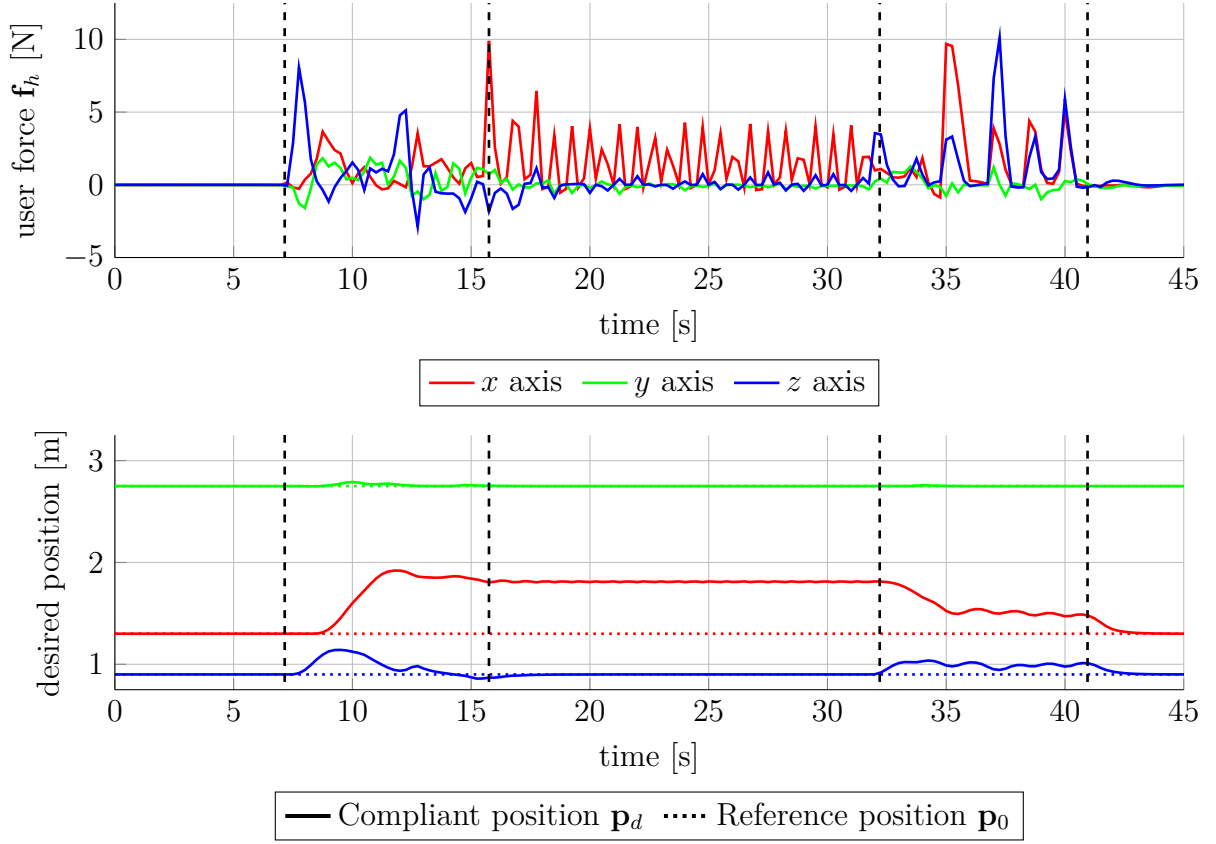 user force f_h [N]
10
5
0
−5
0 5 10 15 20 25 30 35 40 45
time [s]
x axis y axis z axis
desired position [m]
3
2
1
0 5 10 15 20 25 30 35 40 45
time [s]
Compliant position p_d Reference position p_0